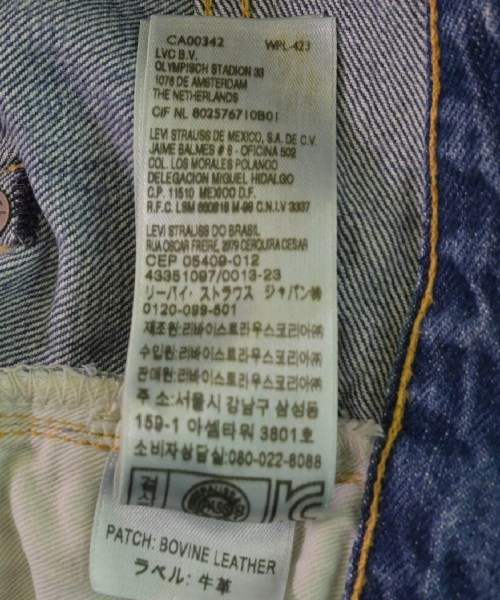 CA00342 WPL-423
LVC B.V.
OLYMPISCH STADION 33
1076 DE AMSTERDAM
THE NETHERLANDS
CIF NL 802576710B01
LEVI STRAUSS DE MEXICO, S.A. DE C.V.
JAIME BALMES # 8 - OFICINA 502
COL. LOS MORALES POLANCO
DELEGACION MIGUEL HIDALGO
C.P. 11510 MEXICO D.F.
R.F.C. LSM 650818 M-98 C.N.I.V 3337
LEVI STRAUSS DO BRASIL
RUA OSCAR FREIRE, 2979 CERQUIRA CESAR
CEP 05409-012
43351097/0013-23
リーバイ・ストラウス ジャパン㈱
0120-099-501
제조원:리바이스트라우스코리아㈜
수입원:리바이스트라우스코리아㈜
판매원:리바이스트라우스코리아㈜
주 소:서울시 강남구 삼성동
159-1 아셈타워 3801호
소비자상담실:080-022-8088
PATCH: BOVINE LEATHER
ラベル: 牛革